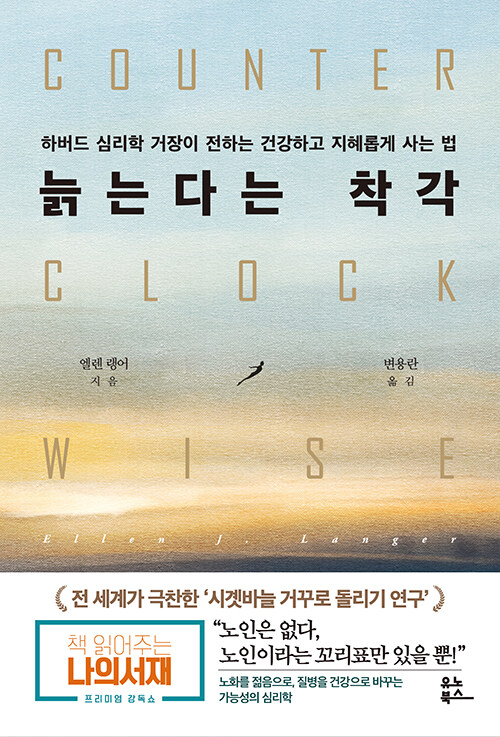 COUNTER
하버드 심리학 거장이 전하는 건강하고 지혜롭게 사는 법
늙는다는 착각
CLOCK
엘렌 랭어
지음
변용란
옮김
WISE
Ellen J. Langer
전 세계가 극찬한 ‘시곗바늘 거꾸로 돌리기 연구’
책 읽어주는
나의서재
프리미엄 강독쇼
“노인은 없다,
노인이라는 꼬리표만 있을 뿐!”
노화를 젊음으로, 질병을 건강으로 바꾸는
가능성의 심리학
유노
북스